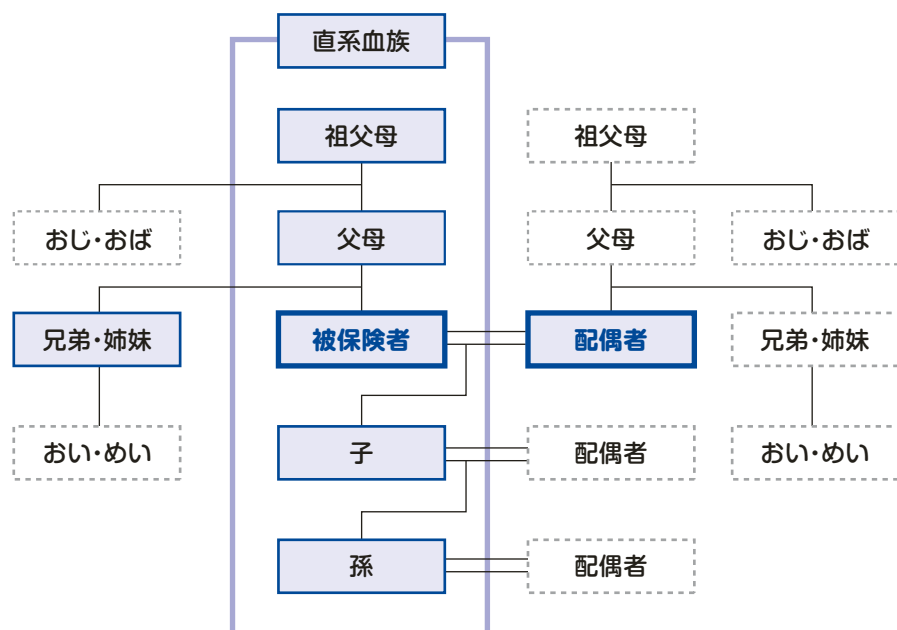 直系血族
祖父母
祖父母
おじ・おば
父母
父母
おじ・おば
兄弟・姉妹
被保険者
配偶者
兄弟・姉妹
おい・めい
子
配偶者
おい・めい
孫
配偶者